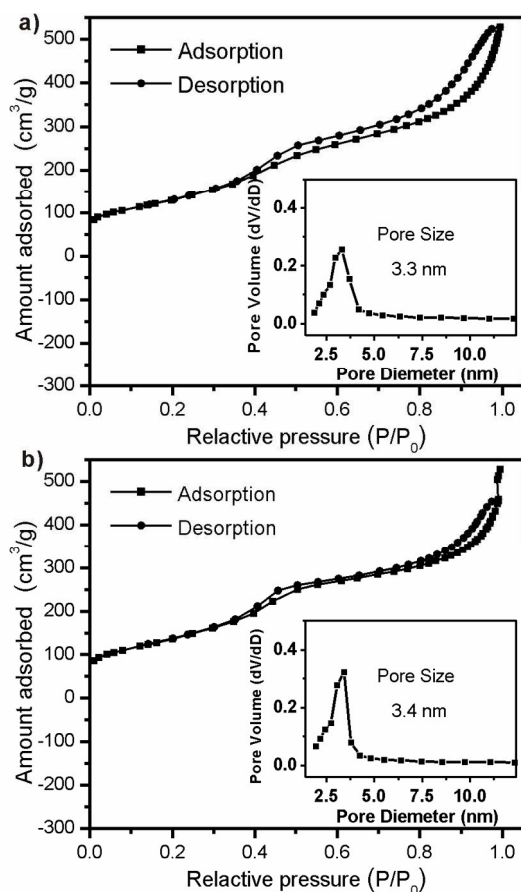 a)
Adsorption
Desorption
Amount adsorbed (cm³/g)
500
400
300
200
100
0
-100
-200
-300
0.0 0.2 0.4 0.6 0.8 1.0
Relactive pressure (P/P₀)
Pore Volume (dV/dD)
0.4
0.2
0.0
Pore Size
3.3 nm
2.5 5.0 7.5 10.0
Pore Diemeter (nm)
b)
Adsorption
Desorption
Amount adsorbed (cm³/g)
500
400
300
200
100
0
-100
-200
-300
0.0 0.2 0.4 0.6 0.8 1.0
Relactive pressure (P/P₀)
Pore Volume (dV/dD)
0.4
0.2
0.0
Pore Size
3.4 nm
2.5 5.0 7.5 10.0
Pore Diemeter (nm)